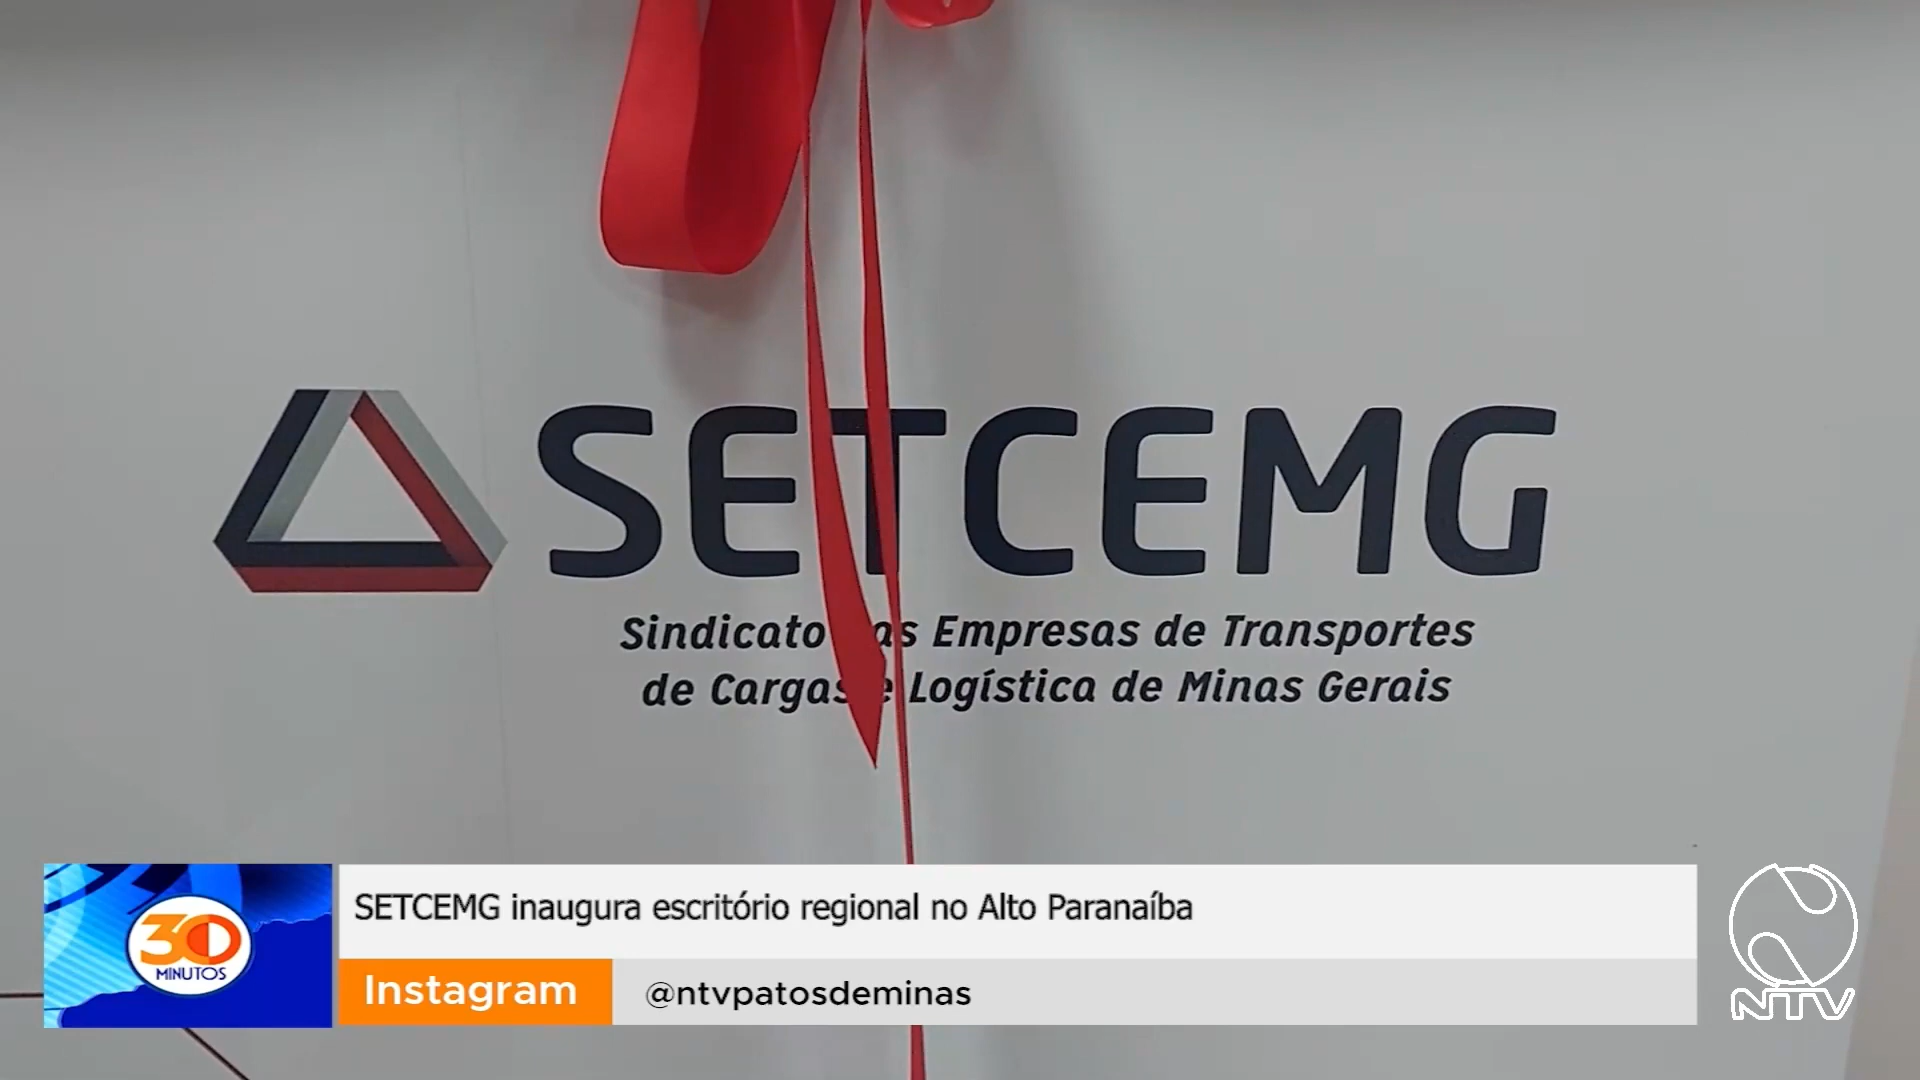 SETCEMG
Sindicato as Empresas de Transportes
de Cargas e Logística de Minas Gerais
SETCEMG inaugura escritório regional no Alto Paranaíba
30
MINUTOS
Instagram
@ntvpatosdeminas
NTV